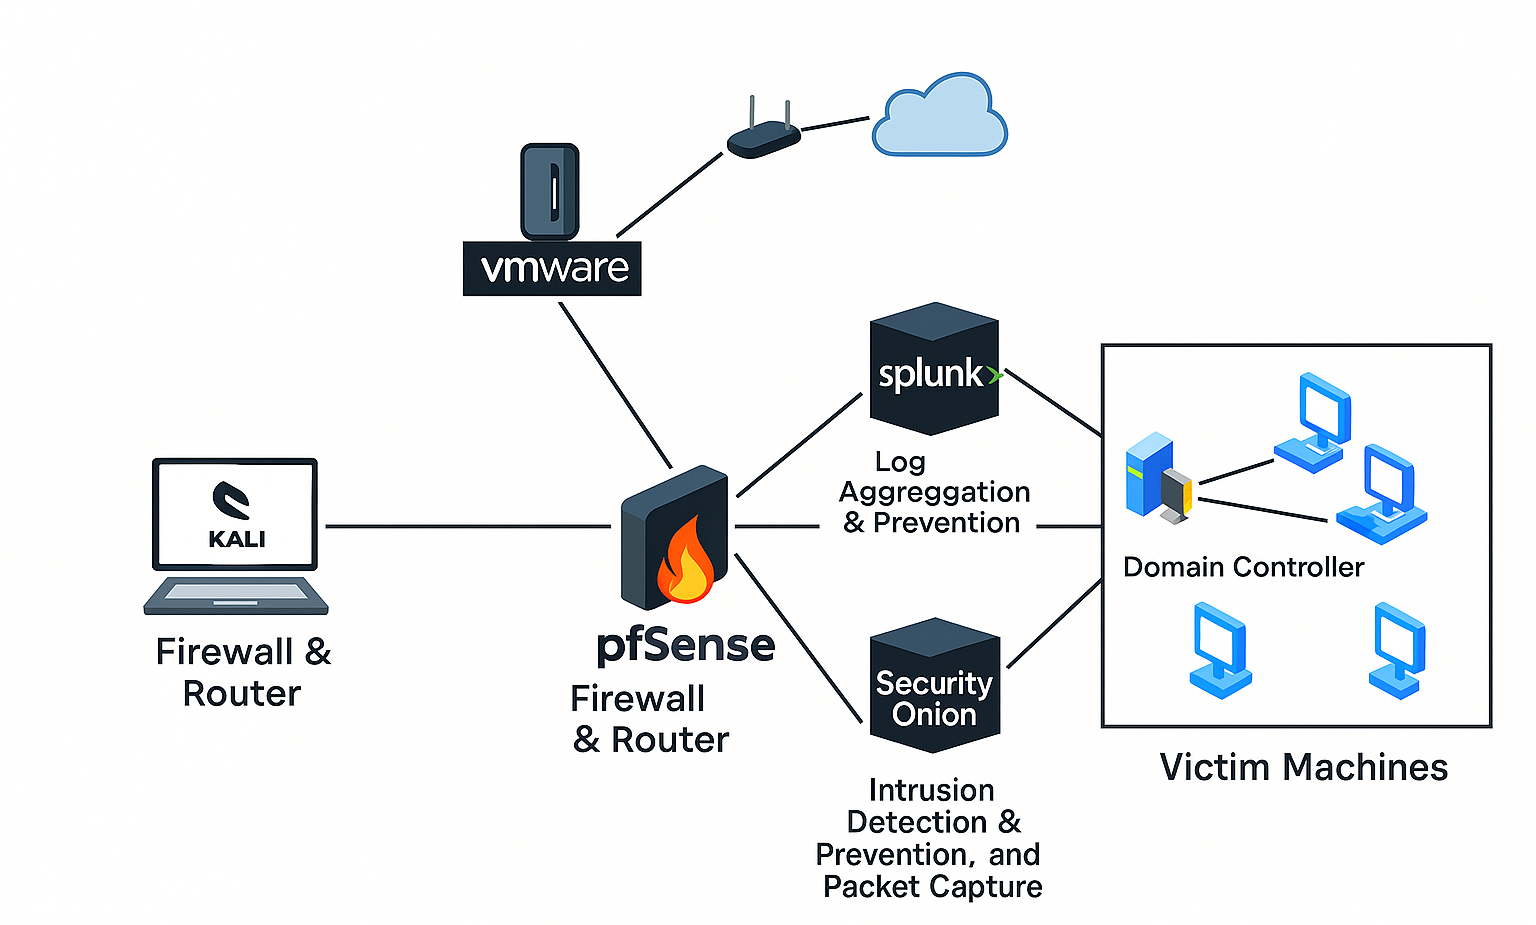 vmware
splunk
Log
Aggreggation
& Prevention
KALI
Firewall &
Router
pfSense
Firewall
& Router
Security
Onion
Intrusion
Detection &
Prevention, and
Packet Capture
Domain Controller
Victim Machines